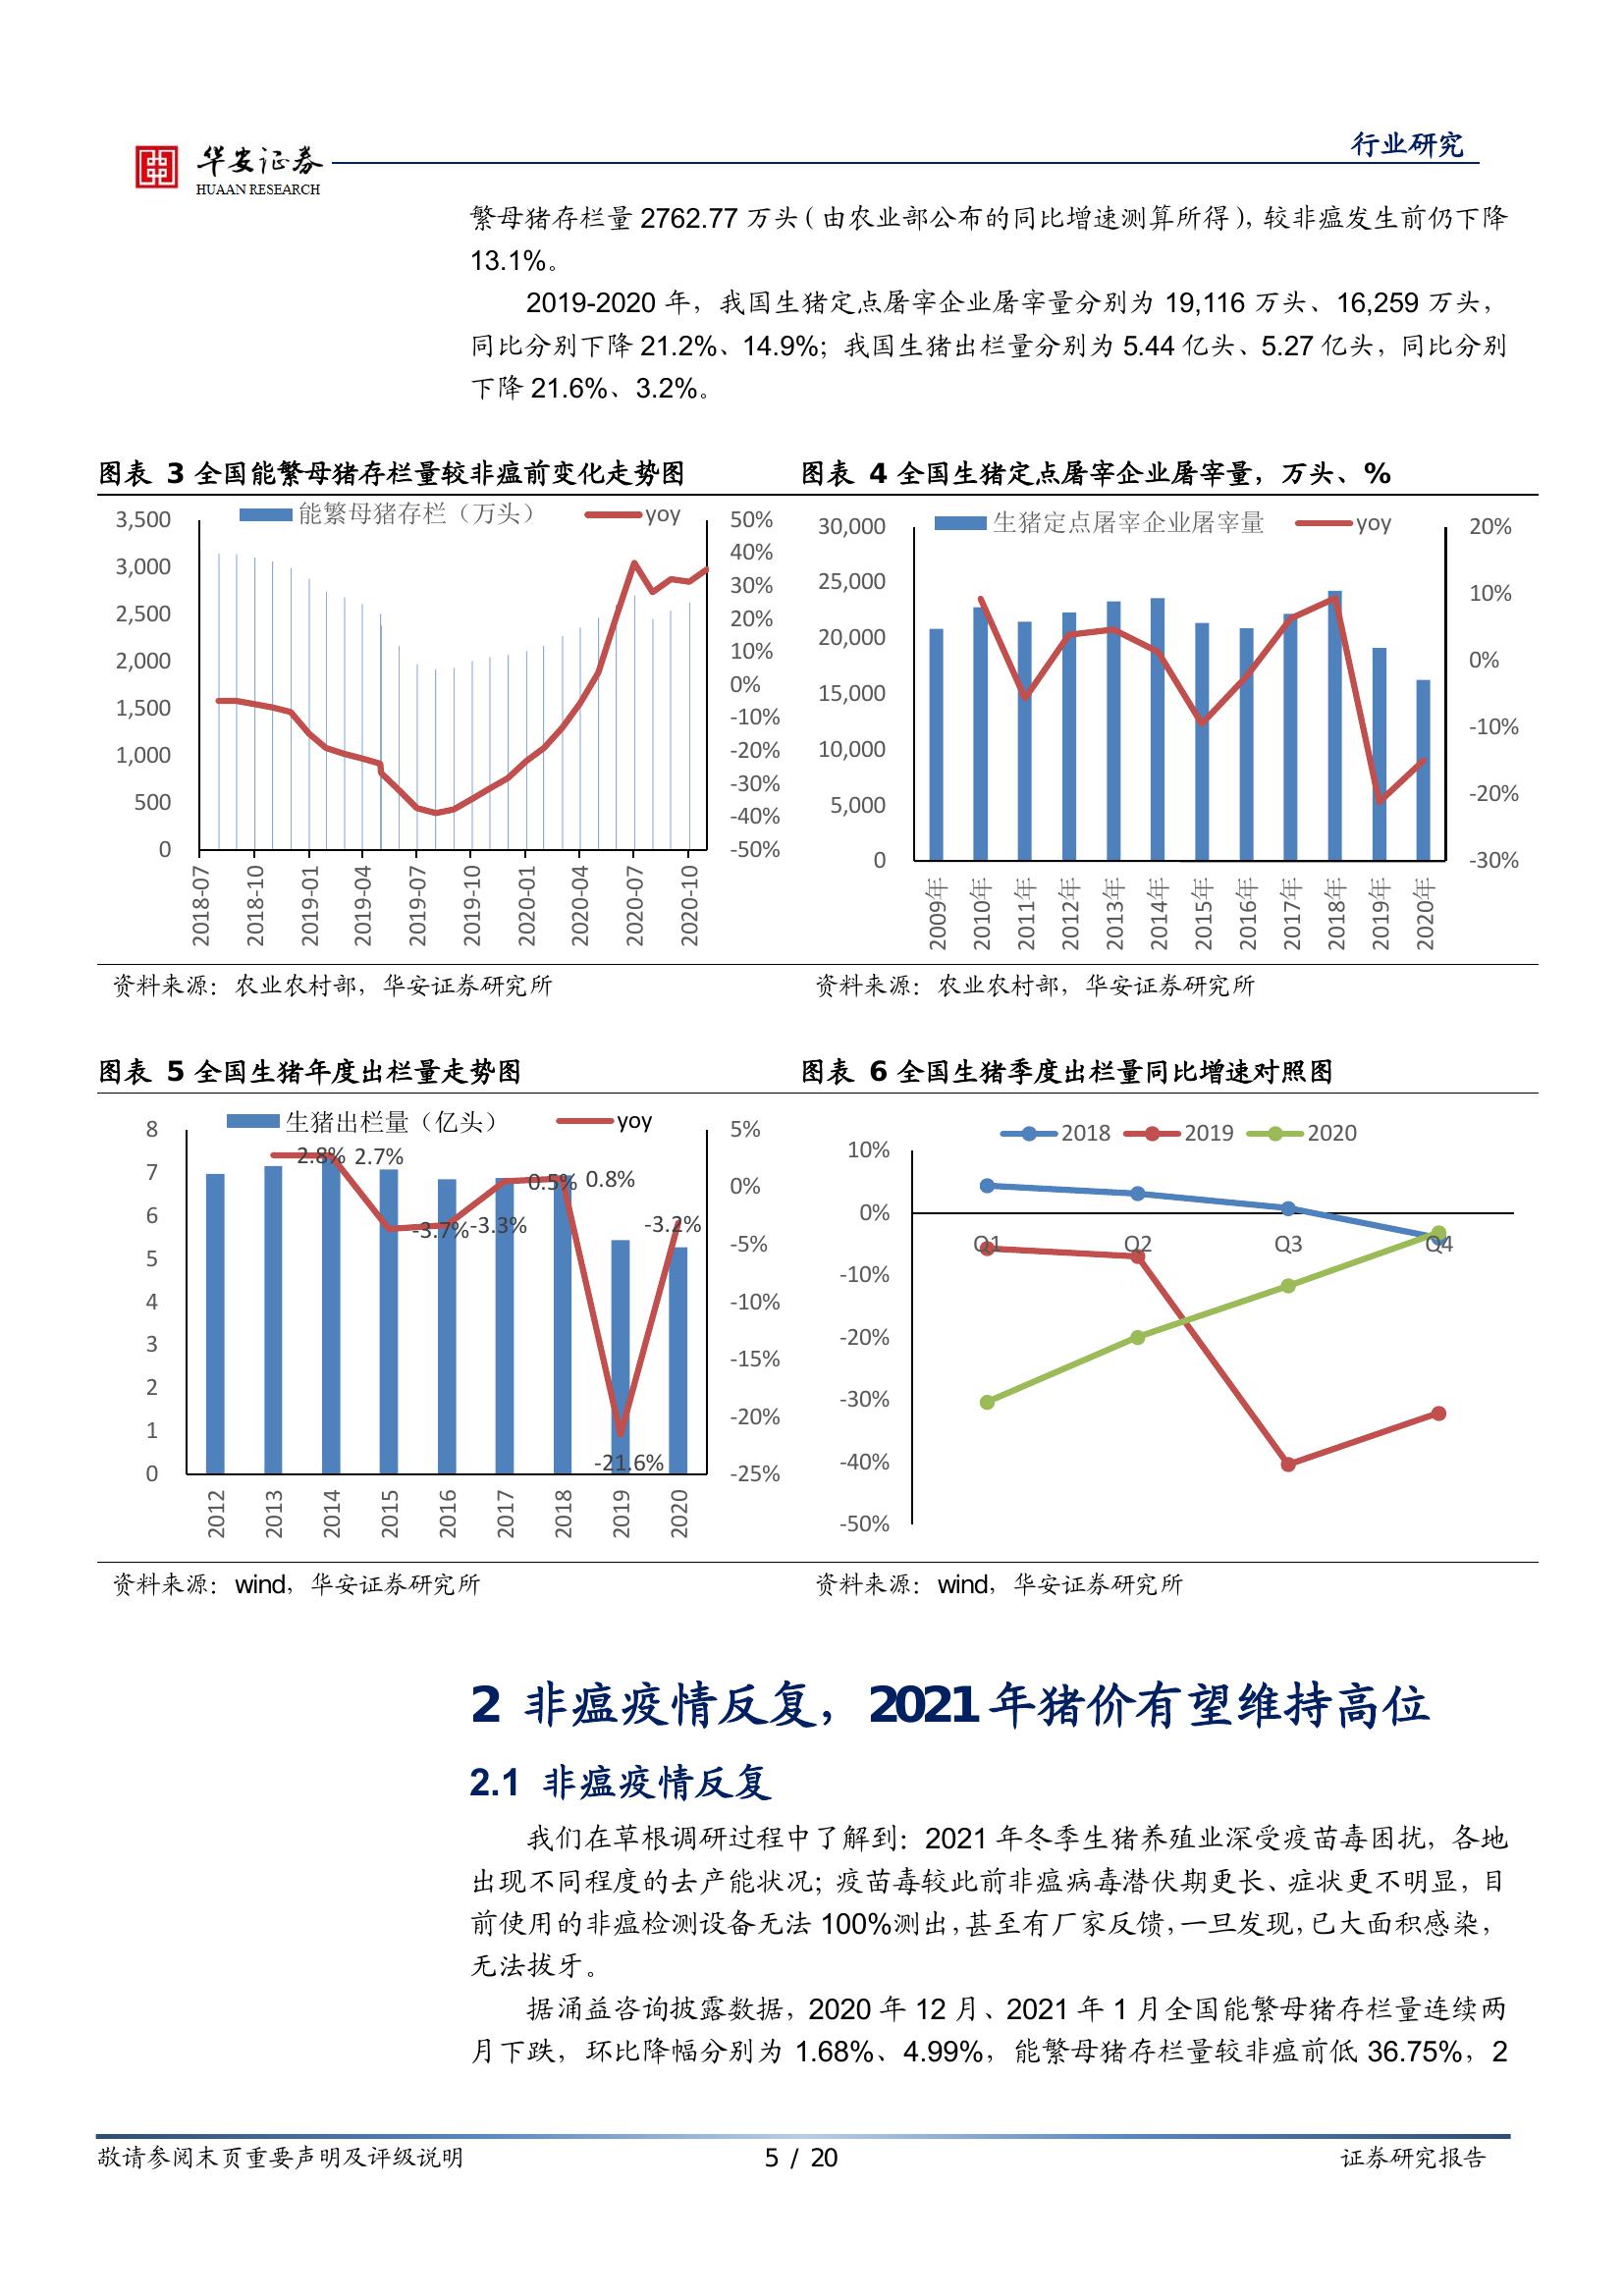 华安证券
HUAAN RESEARCH
行业研究
繁母猪存栏量 2762.77 万头（由农业部公布的同比增速测算所得），较非瘟发生前仍下降
13.1%。
2019-2020 年，我国生猪定点屠宰企业屠宰量分别为 19,116 万头、16,259 万头，
同比分别下降 21.2%、14.9%；我国生猪出栏量分别为 5.44 亿头、5.27 亿头，同比分别
下降 21.6%、3.2%。
图表 3 全国能繁母猪存栏量较非瘟前变化走势图
能繁母猪存栏（万头） yoy
3,500
3,000
2,500
2,000
1,500
1,000
500
0
50%
40%
30%
20%
10%
0%
-10%
-20%
-30%
-40%
-50%
2018-07 2018-10 2019-01 2019-04 2019-07 2019-10 2020-01 2020-04 2020-07 2020-10
资料来源：农业农村部，华安证券研究所
图表 4 全国生猪定点屠宰企业屠宰量，万头、%
生猪定点屠宰企业屠宰量 yoy
30,000
25,000
20,000
15,000
10,000
5,000
0
20%
10%
0%
-10%
-20%
-30%
2009年 2010年 2011年 2012年 2013年 2014年 2015年 2016年 2017年 2018年 2019年 2020年
资料来源：农业农村部，华安证券研究所
图表 5 全国生猪年度出栏量走势图
生猪出栏量（亿头） yoy
8
7
6
5
4
3
2
1
0
2.8% 2.7% -3.7% -3.3% 0.5% 0.8% -21.6% -3.2%
5%
0%
-5%
-10%
-15%
-20%
-25%
2012 2013 2014 2015 2016 2017 2018 2019 2020
资料来源：wind，华安证券研究所
图表 6 全国生猪季度出栏量同比增速对照图
2018 2019 2020
10%
0%
-10%
-20%
-30%
-40%
-50%
Q1 Q2 Q3 Q4
资料来源：wind，华安证券研究所
2 非瘟疫情反复，2021 年猪价有望维持高位
2.1 非瘟疫情反复
我们在草根调研过程中了解到：2021 年冬季生猪养殖业深受疫苗毒困扰，各地
出现不同程度的去产能状况；疫苗毒较此前非瘟病毒潜伏期更长、症状更不明显，目
前使用的非瘟检测设备无法 100%测出，甚至有厂家反馈，一旦发现，已大面积感染，
无法拔牙。
据涌益咨询披露数据，2020 年 12 月、2021 年 1 月全国能繁母猪存栏量连续两
月下跌，环比降幅分别为 1.68%、4.99%，能繁母猪存栏量较非瘟前低 36.75%，2
敬请参阅末页重要声明及评级说明
5 / 20
证券研究报告